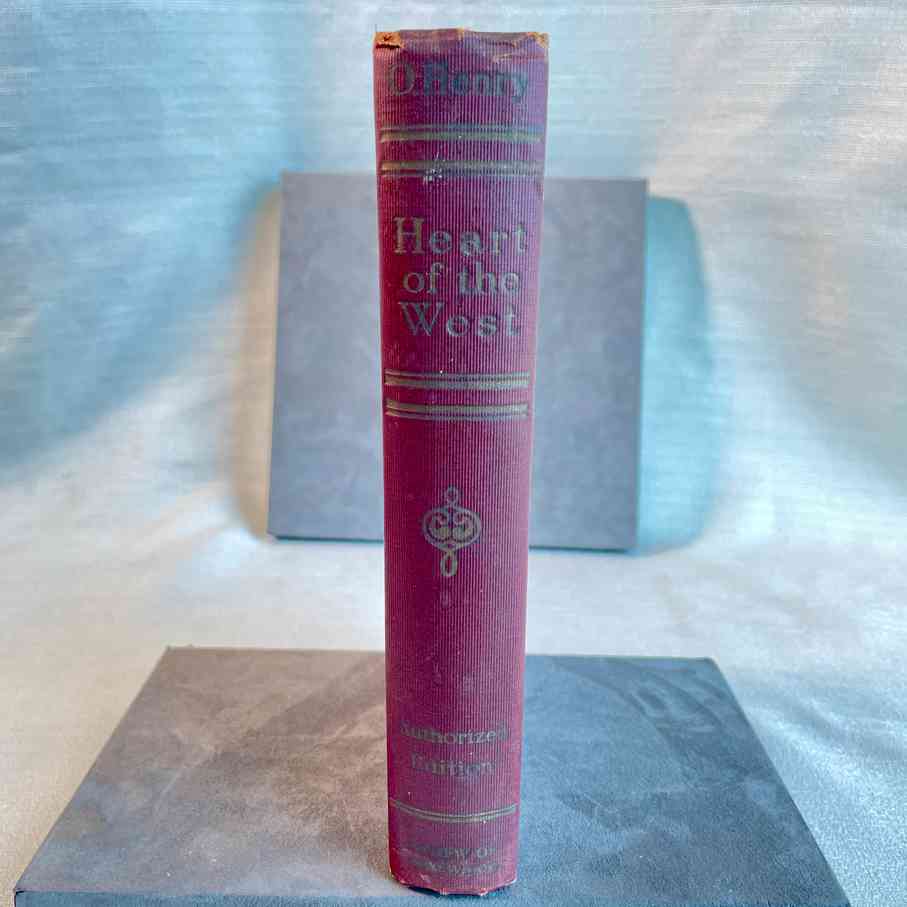 O. Henry
Heart
of the
West
Authorized
Edition